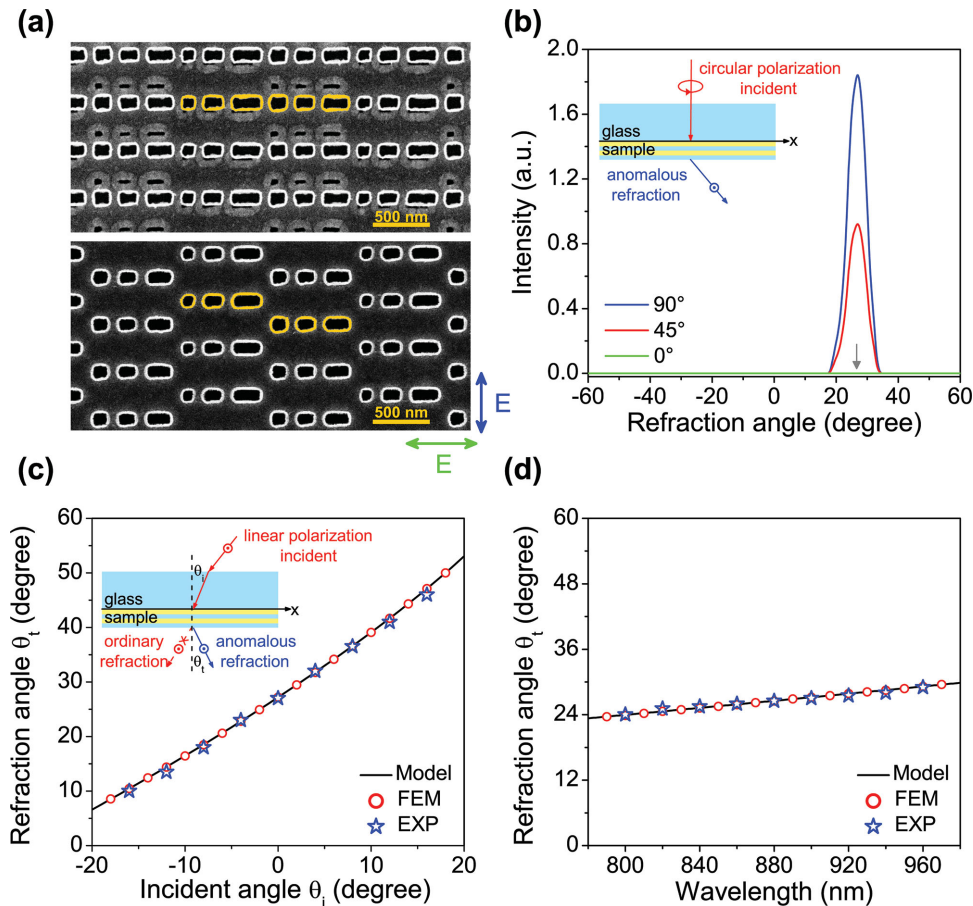 (a)
500 nm
500 nm
E
E
(b)
Intensity (a.u.)
2.0
1.6
1.2
0.8
0.4
0.0
circular polarization
incident
glass
sample
x
anomalous
refraction
90°
45°
0°
-60 -40 -20 0 20 40 60
Refraction angle (degree)
(c)
Refraction angle θt (degree)
60
50
40
30
20
10
0
linear polarization
incident
θi
glass
sample
x
ordinary
refraction
anomalous
refraction
θt
Model
FEM
EXP
-20 -10 0 10 20
Incident angle θi (degree)
(d)
Refraction angle θt (degree)
60
48
36
24
12
0
Model
FEM
EXP
800 840 880 920 960
Wavelength (nm)